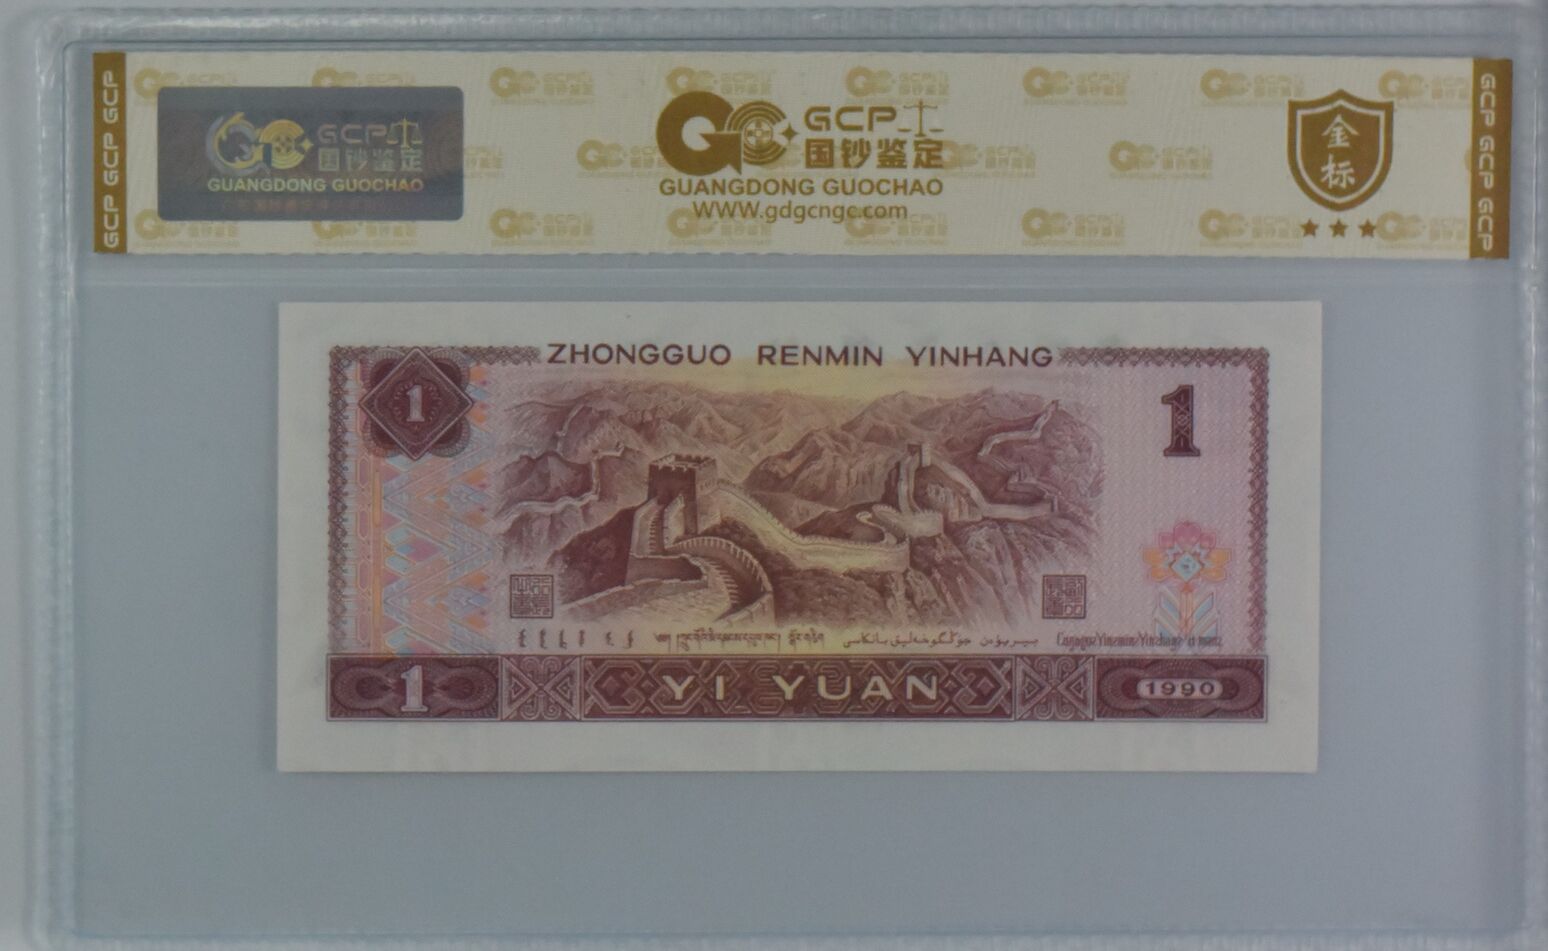 GCP GCP GCP
GCP
国钞鉴定
GUANGDONG GUOCHAO
GCP
国钞鉴定
GUANGDONG GUOCHAO
WWW.gdgcngc.com
金
标
GCP GCP GCP
ZHONGGUO RENMIN YINHANG
1
1
1
YI YUAN
1990